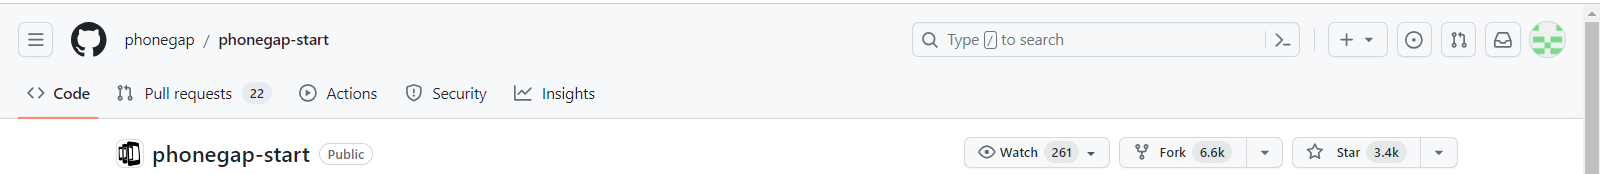 phonegap / phonegap-start Type / to search
Code Pull requests 22 Actions Security Insights
phonegap-start Public Watch 261 Fork 6.6k Star 3.4k